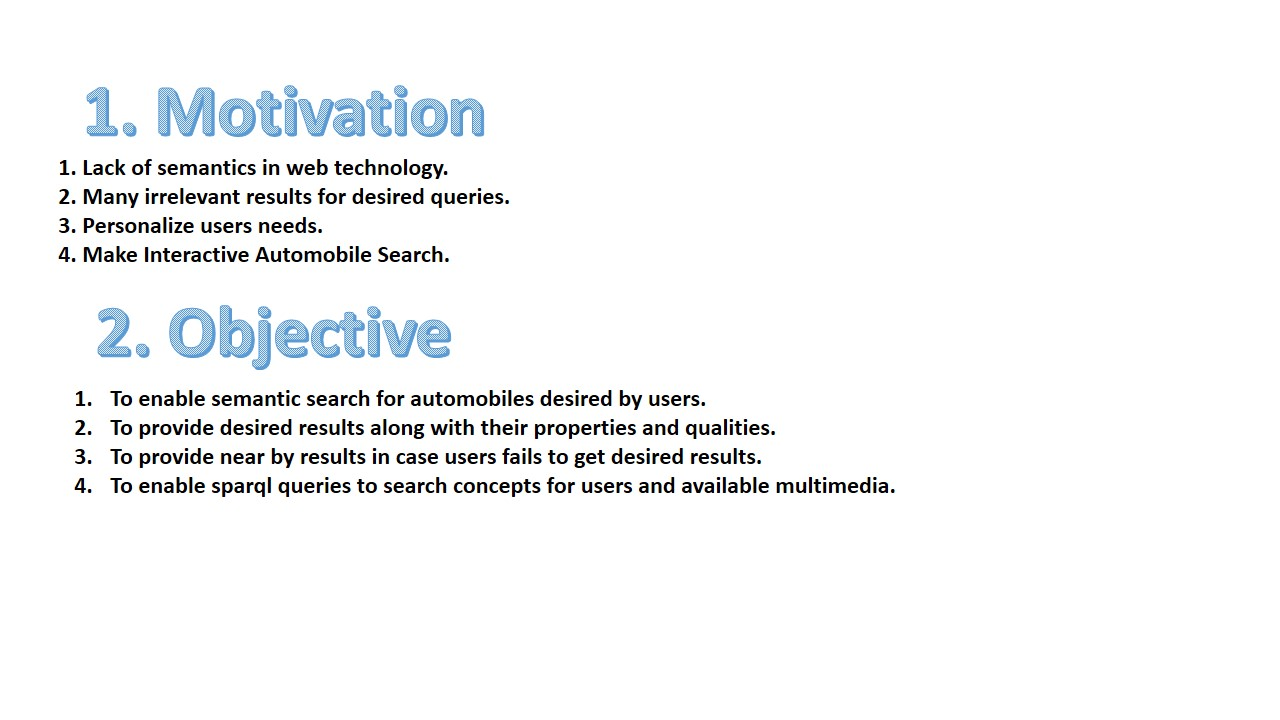 1. Motivation
1. Lack of semantics in web technology.
2. Many irrelevant results for desired queries.
3. Personalize users needs.
4. Make Interactive Automobile Search.
2. Objective
1. To enable semantic search for automobiles desired by users.
2. To provide desired results along with their properties and qualities.
3. To provide near by results in case users fails to get desired results.
4. To enable sparql queries to search concepts for users and available multimedia.